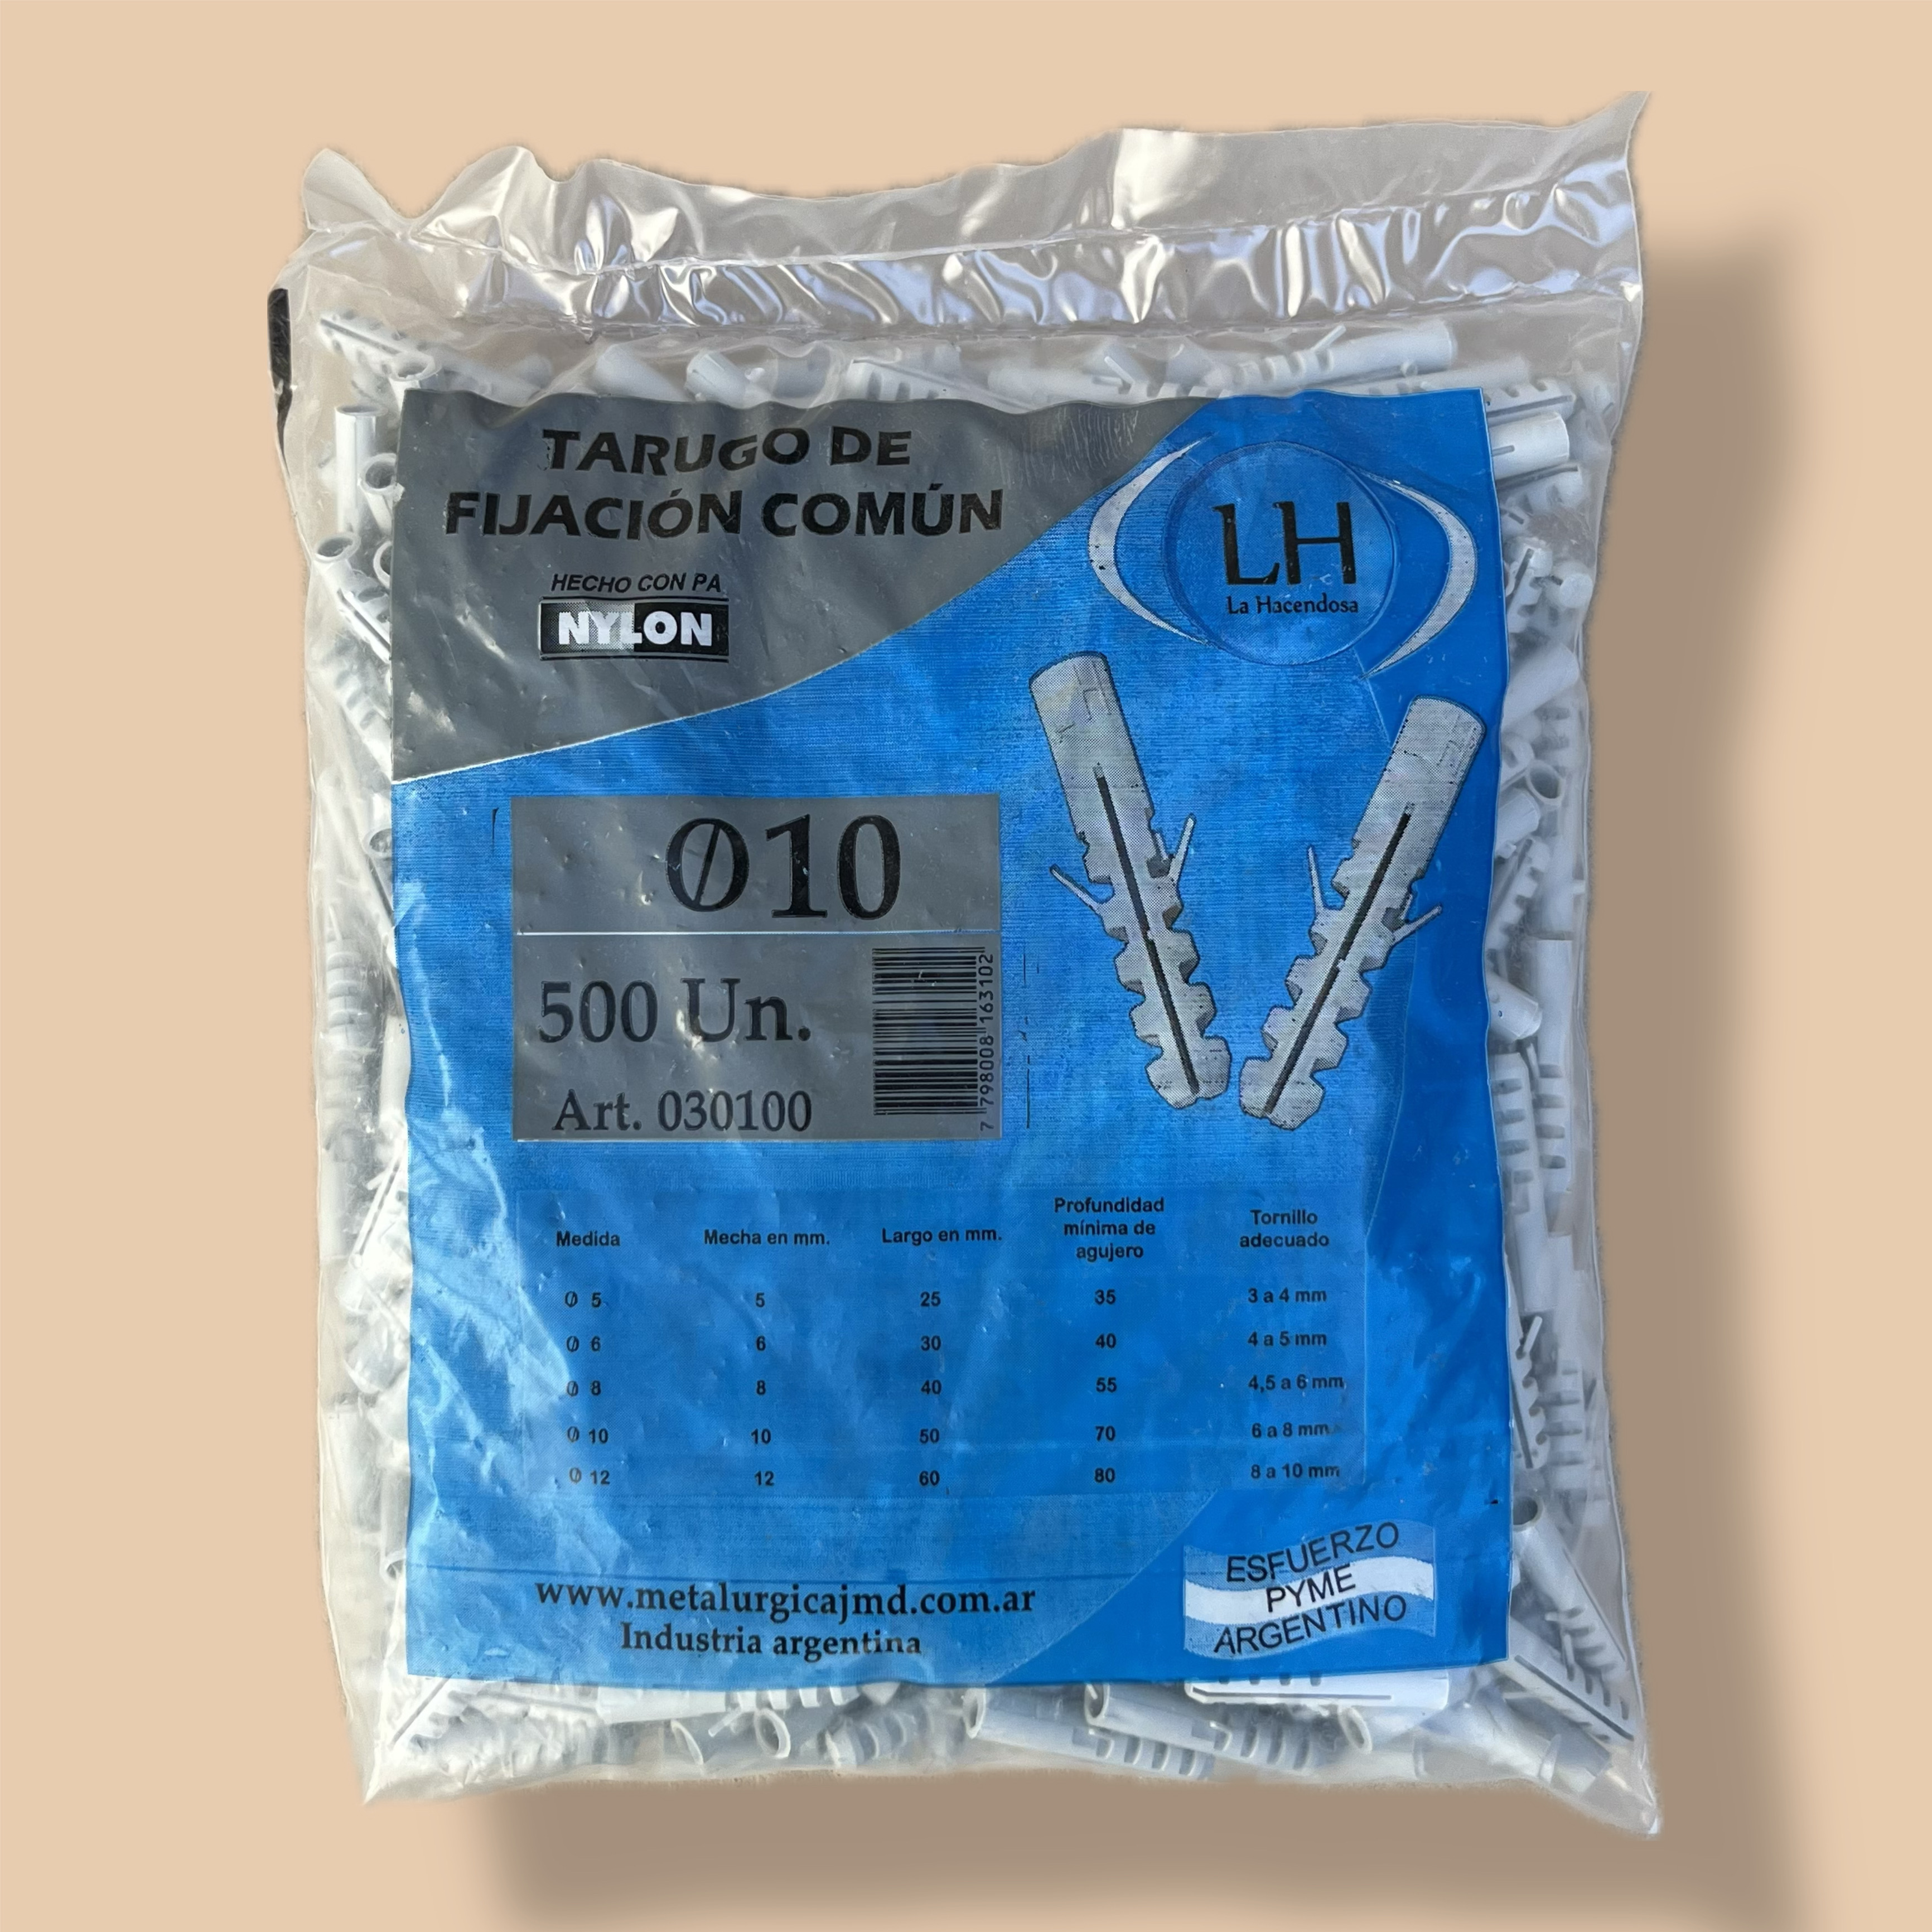 TARUGO DE
FIJACIÓN COMÚN
HECHO CON PA
NYLON
LH
La Hacendosa
Ø10
500 Un.
Art. 030100
7 798008 163102
Medida Mecha en mm. Largo en mm. Profundidad mínima de agujero Tornillo adecuado
Ø 5 5 25 35 3 a 4 mm
Ø 6 6 30 40 4 a 5 mm
Ø 8 8 40 55 4,5 a 6 mm
Ø 10 10 50 70 6 a 8 mm
Ø 12 12 60 80 8 a 10 mm
www.metalurgicajmd.com.ar
Industria argentina
ESFUERZO
PYME
ARGENTINO